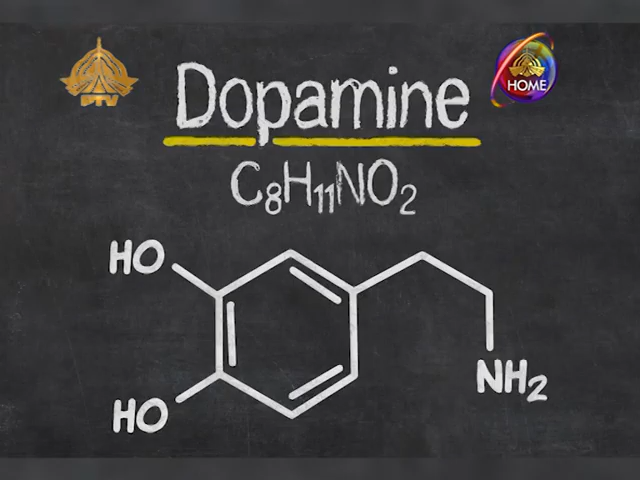 PTV
HOME
Dopamine
C₈H₁₁NO₂
HO
HO
NH₂